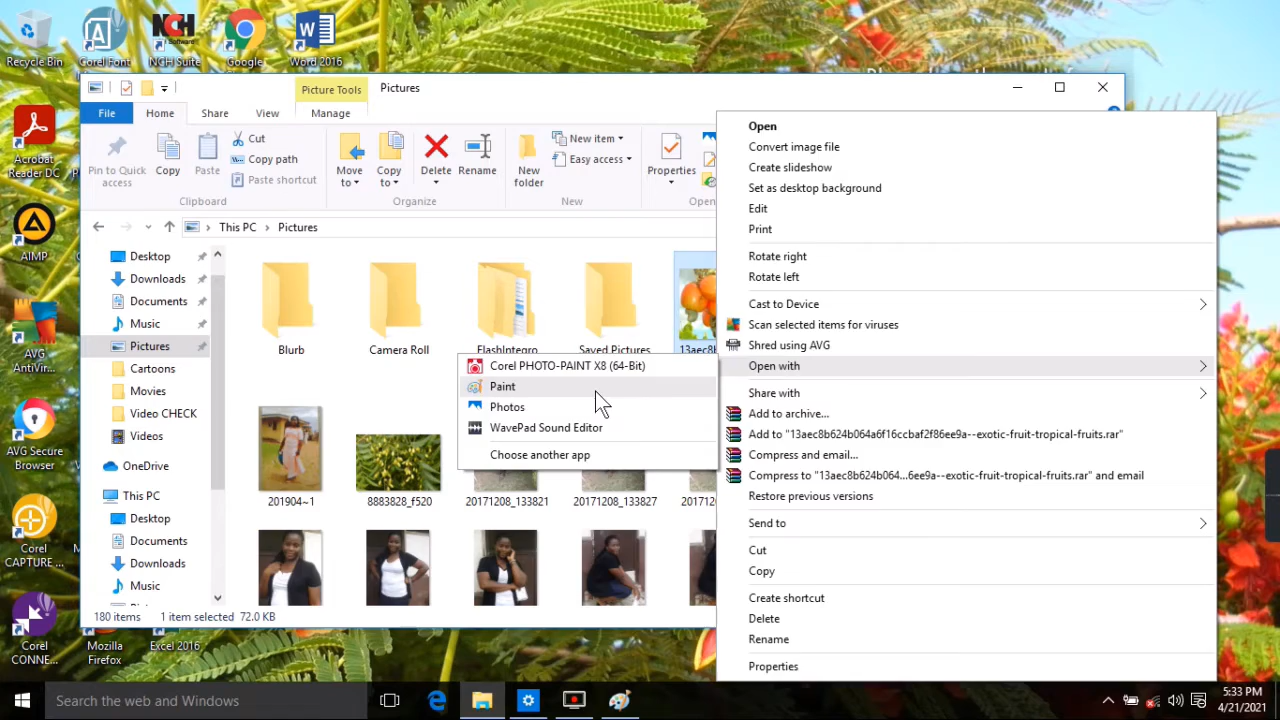 Recycle Bin
Corel Font
NCH Suite
Google
Word 2016
Acrobat
Reader DC
AIMP
AVG
AntiVir...
AVG Secure
Browser
Corel
CAPTURE ...
Corel
CONNE...
Mozilla
Firefox
Excel 2016
Picture Tools
Pictures
File
Home
Share
View
Manage
Pin to Quick
access
Copy
Paste
Cut
Copy path
Paste shortcut
Clipboard
Move
to
Copy
to
Delete
Rename
Organize
New
folder
New item
Easy access
New
Properties
Open
This PC
Pictures
Desktop
Downloads
Documents
Music
Pictures
Cartoons
Movies
Video CHECK
Videos
OneDrive
This PC
Desktop
Documents
Downloads
Music
Blurb
Camera Roll
FlashIntegro
Saved Pictures
13aec8b
201904~1
8883828_f520
20171208_133821
20171208_133827
180 items
1 item selected 72.0 KB
Corel PHOTO-PAINT X8 (64-Bit)
Paint
Photos
WavePad Sound Editor
Choose another app
Open
Convert image file
Create slideshow
Set as desktop background
Edit
Print
Rotate right
Rotate left
Cast to Device
Scan selected items for viruses
Shred using AVG
Open with
Share with
Add to archive...
Add to "13aec8b624b064a6f16ccbaf2f86ee9a--exotic-fruit-tropical-fruits.rar"
Compress and email...
Compress to "13aec8b624b064...6ee9a--exotic-fruit-tropical-fruits.rar" and email
Restore previous versions
Send to
Cut
Copy
Create shortcut
Delete
Rename
Properties
Search the web and Windows
5:33 PM
4/21/2021